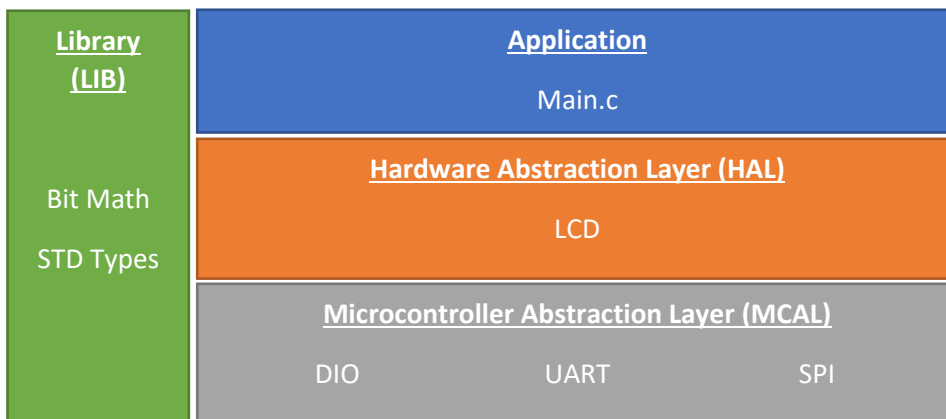 Library
(LIB)
Bit Math
STD Types
Application
Main.c
Hardware Abstraction Layer (HAL)
LCD
Microcontroller Abstraction Layer (MCAL)
DIO UART SPI